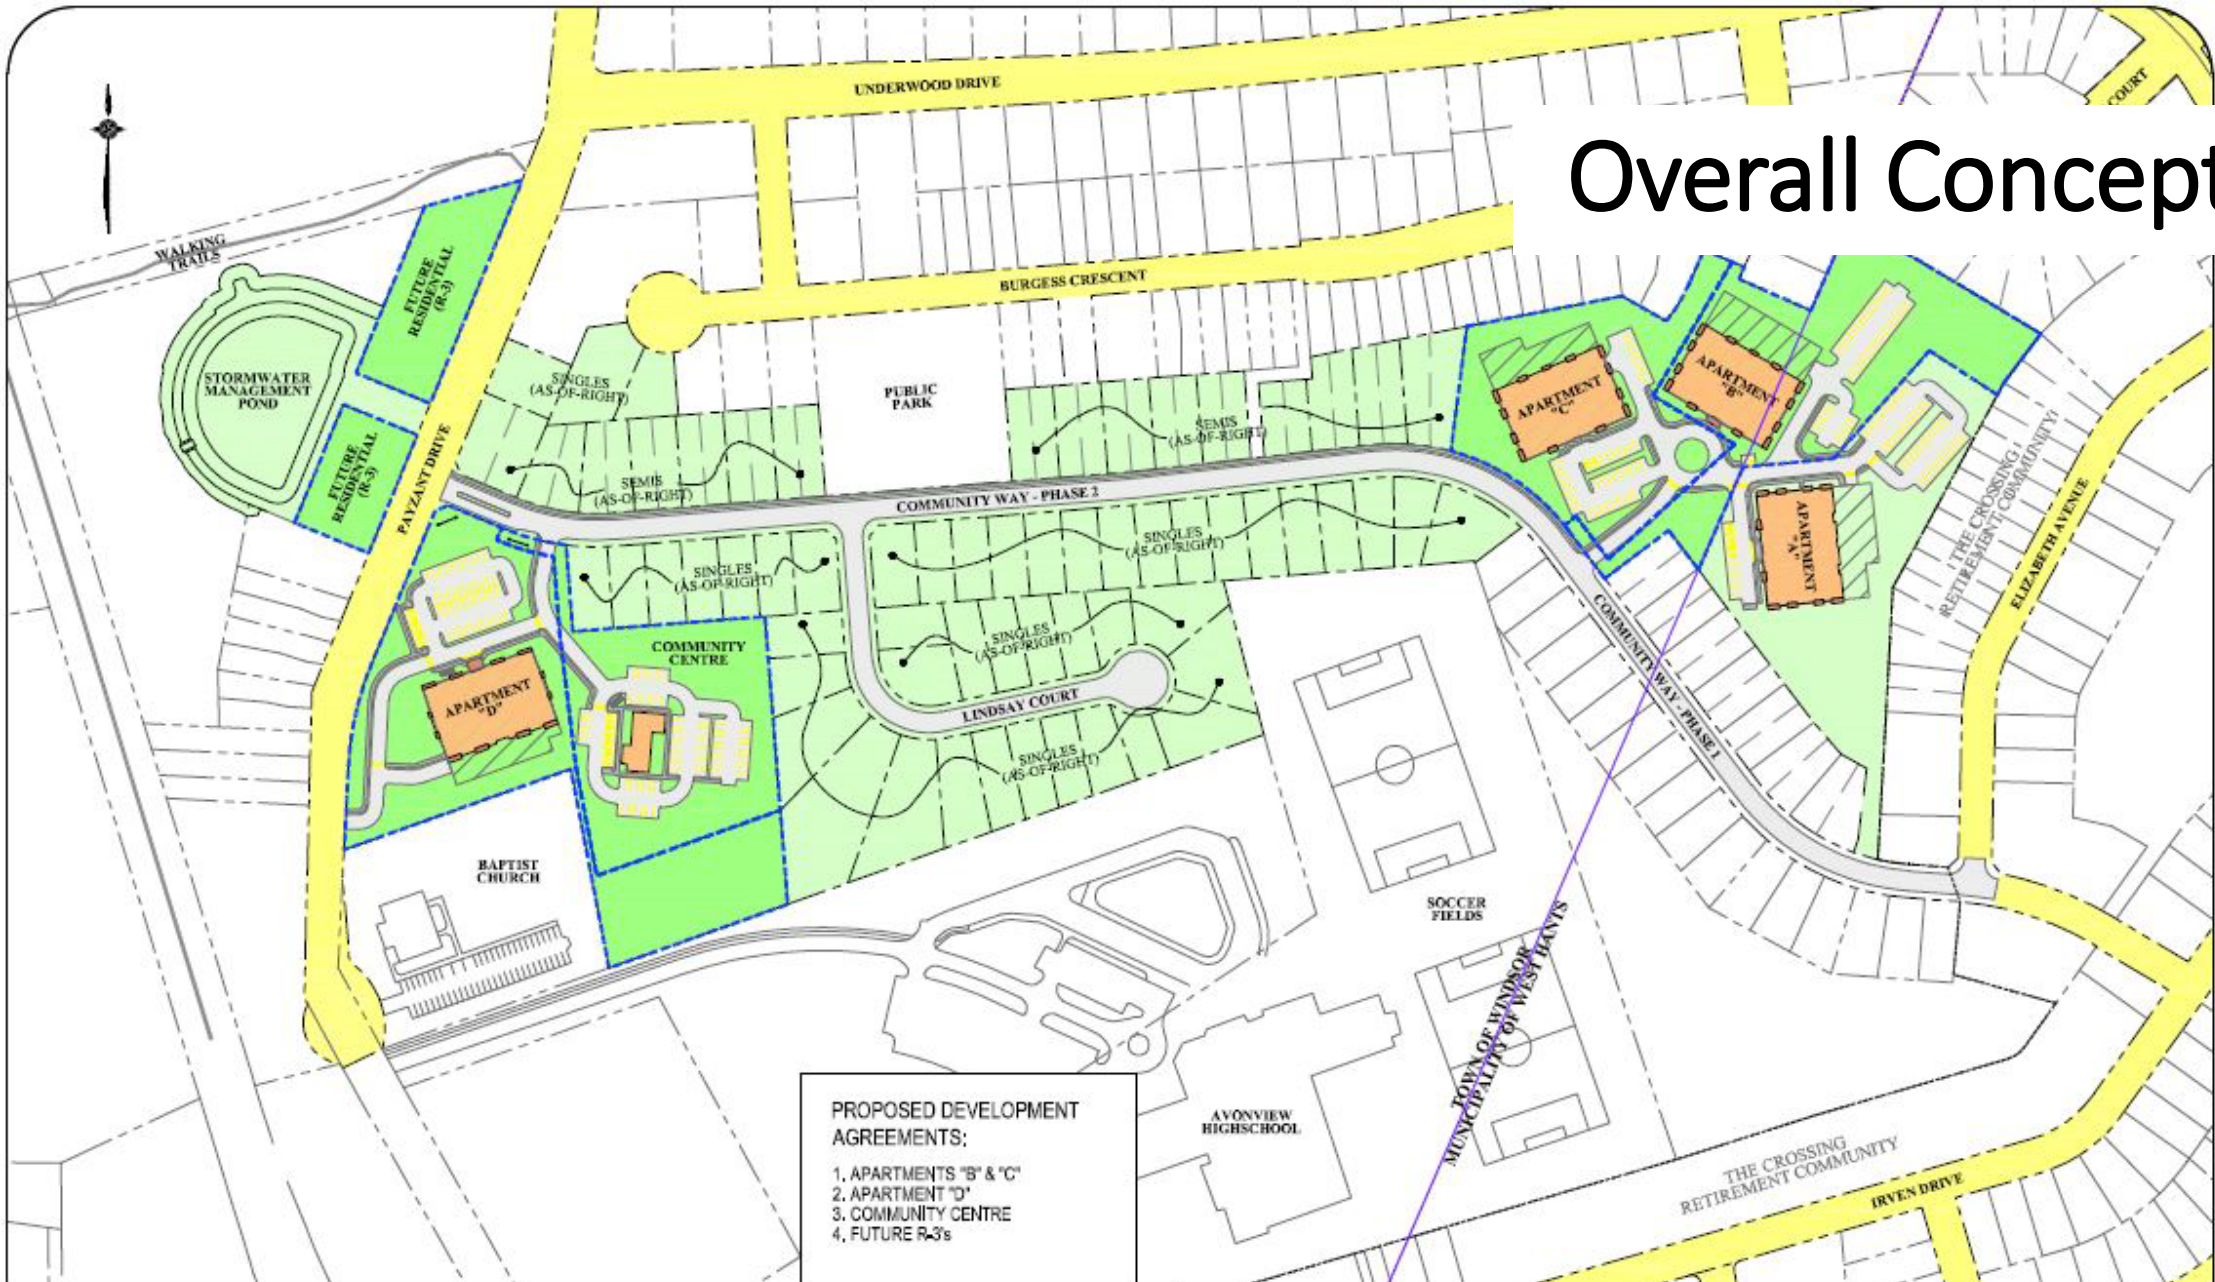 UNDERWOOD DRIVE
COURT
Overall Concept
WALKING
TRAILS
FUTURE
RESIDENTIAL
(R-3)
BURGESS CRESCENT
STORMWATER
MANAGEMENT
POND
SINGLES
(AS-OF-RIGHT)
PUBLIC
PARK
APARTMENT
"B"
APARTMENT
"C"
FUTURE
RESIDENTIAL
(R-3)
PAYZANT DRIVE
SEMIS
(AS-OF-RIGHT)
SEMIS
(AS-OF-RIGHT)
COMMUNITY WAY - PHASE 2
SINGLES
(AS-OF-RIGHT)
SINGLES
(AS-OF-RIGHT)
APARTMENT
"A"
THE CROSSING
RETIREMENT COMMUNITY
ELIZABETH AVENUE
COMMUNITY
CENTRE
SINGLES
(AS-OF-RIGHT)
APARTMENT
"D"
LINDSAY COURT
COMMUNITY WAY - PHASE 1
SINGLES
(AS-OF-RIGHT)
BAPTIST
CHURCH
SOCCER
FIELDS
TOWN OF WINDSOR
MUNICIPALITY OF WEST HANTS
AVONVIEW
HIGHSCHOOL
THE CROSSING
RETIREMENT COMMUNITY
IRVEN DRIVE
PROPOSED DEVELOPMENT
AGREEMENTS:
1. APARTMENTS "B" & "C"
2. APARTMENT "D"
3. COMMUNITY CENTRE
4. FUTURE R-3's